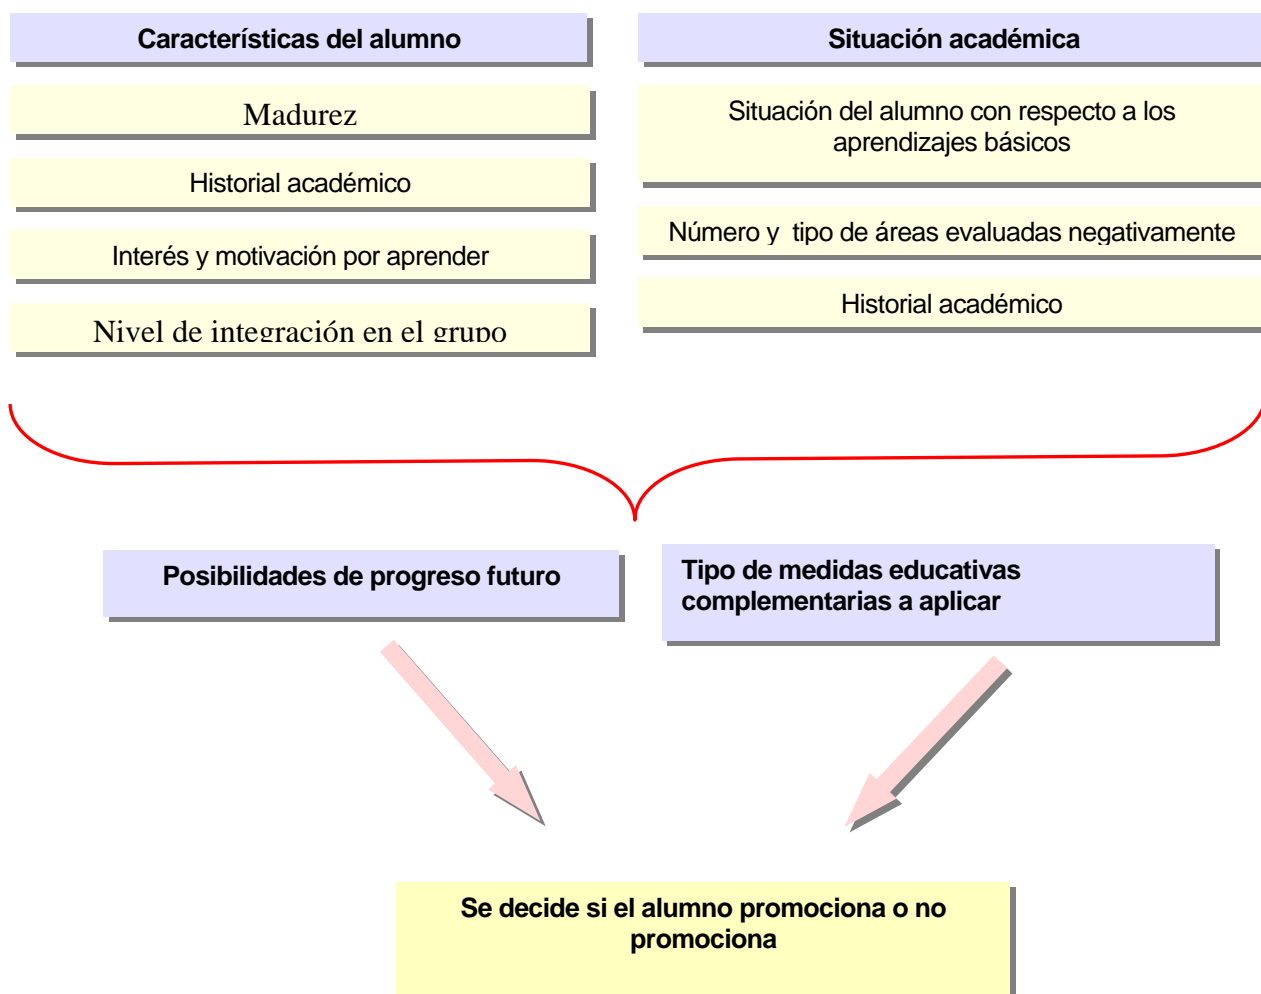 Características del alumno
Madurez
Historial académico
Interés y motivación por aprender
Nivel de integración en el grupo
Situación académica
Situación del alumno con respecto a los
aprendizajes básicos
Número y tipo de áreas evaluadas negativamente
Historial académico
Posibilidades de progreso futuro
Tipo de medidas educativas
complementarias a aplicar
Se decide si el alumno promociona o no
promociona